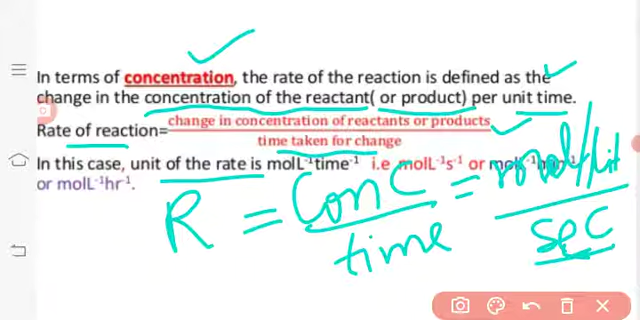 In terms of concentration, the rate of the reaction is defined as the
change in the concentration of the reactant( or product) per unit time.
Rate of reaction= change in concentration of reactants or products
time taken for change
In this case, unit of the rate is molL⁻¹time⁻¹ i.e molL⁻¹s⁻¹ or
or molL⁻¹hr⁻¹.
R = Conc = mol/lit
time sec